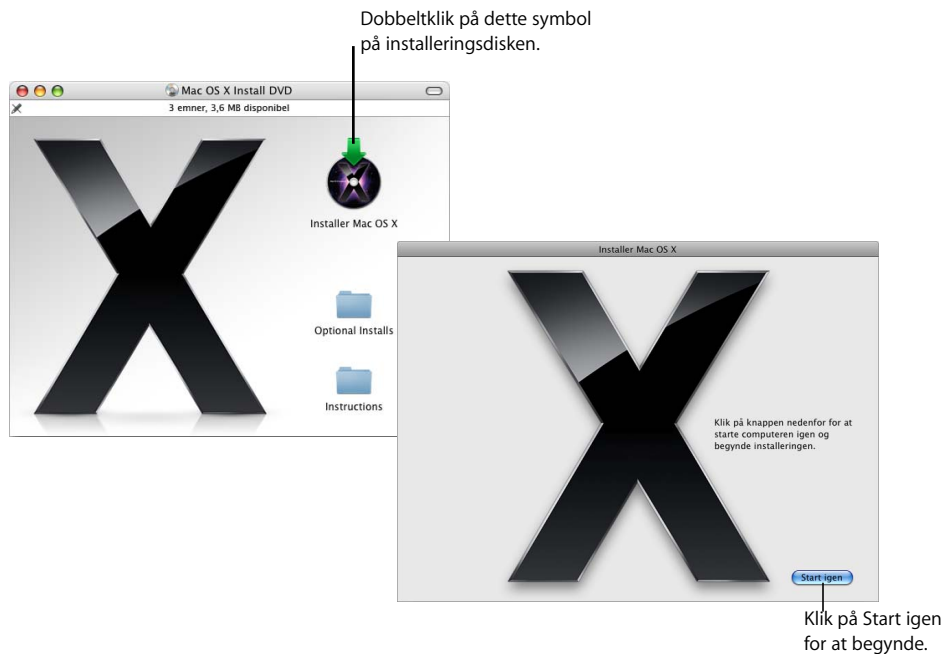 Dobbeltklik på dette symbol
på installeringsdisken.
Mac OS X Install DVD
3 emner, 3,6 MB disponibel
Installer Mac OS X
Optional Installs
Instructions
Installer Mac OS X
Klik på knappen nedenfor for at
starte computeren igen og
begynde installeringen.
Start igen
Klik på Start igen
for at begynde.